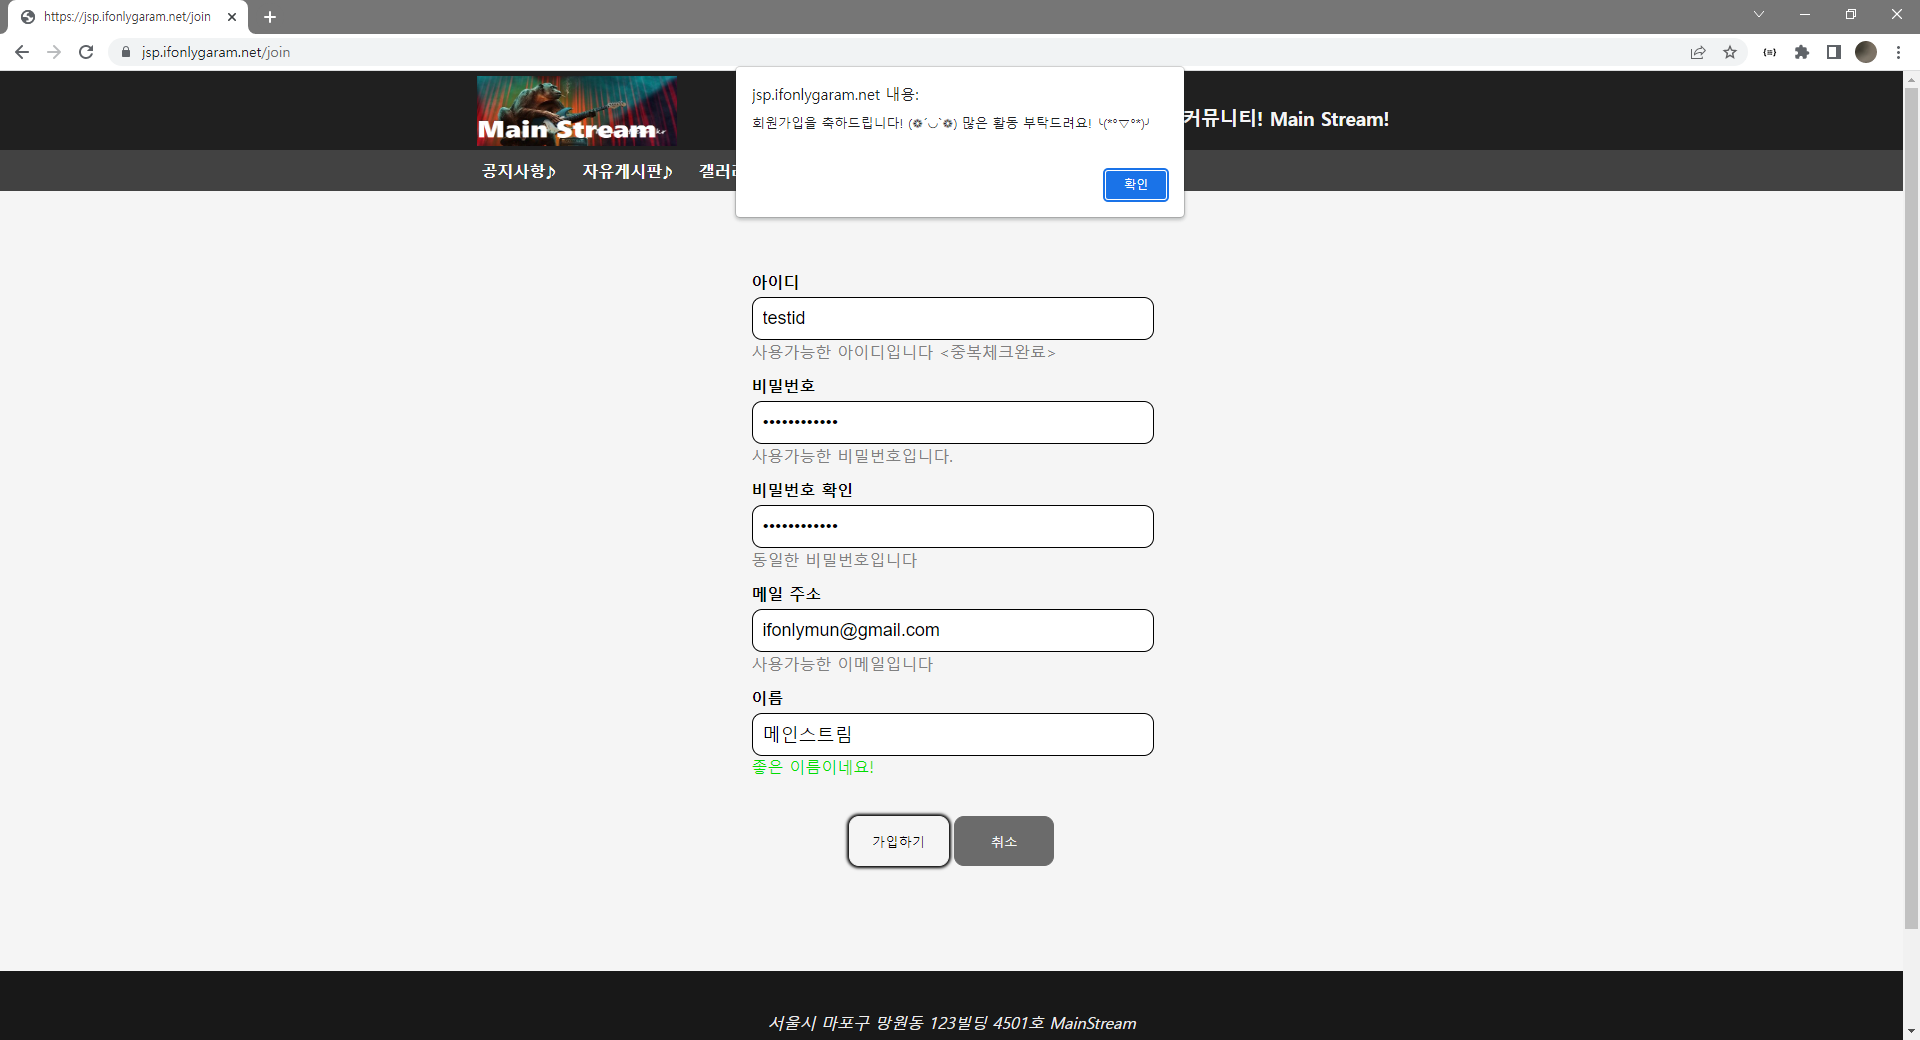 https://jsp.ifonlygaram.net/join
jsp.ifonlygaram.net/join
Main Stream
커뮤니티! Main Stream!
공지사항♪ 자유게시판♪ 갤러리
jsp.ifonlygaram.net 내용:
회원가입을 축하드립니다! (❁´◡`❁) 많은 활동 부탁드려요! ╰(*°▽°*)╯
확인
아이디
testid
사용가능한 아이디입니다 <중복체크완료>
비밀번호
••••••••••••
사용가능한 비밀번호입니다.
비밀번호 확인
••••••••••••
동일한 비밀번호입니다
메일 주소
ifonlymun@gmail.com
사용가능한 이메일입니다
이름
메인스트림
좋은 이름이네요!
가입하기 취소
서울시 마포구 망원동 123빌딩 4501호 MainStream